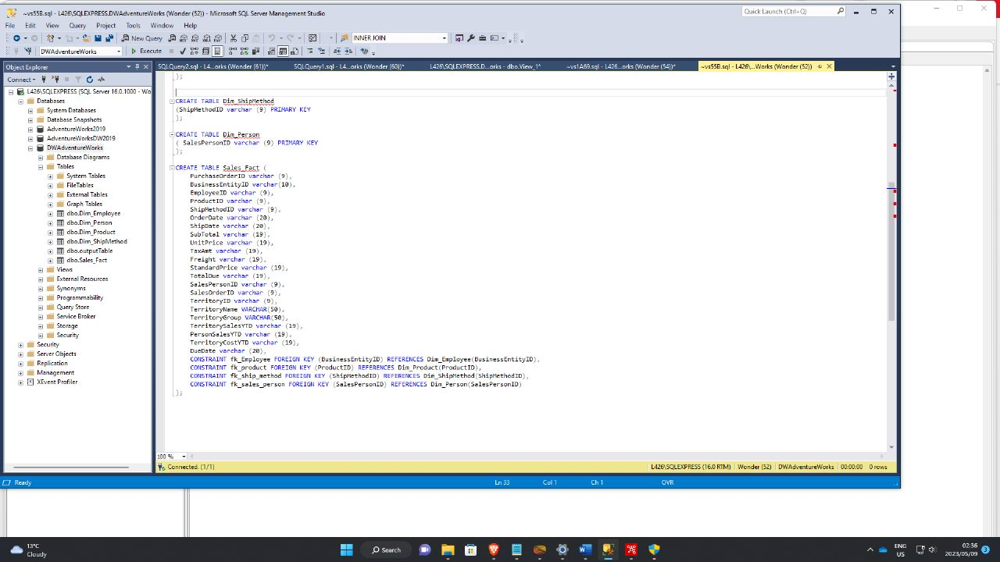 ~vs55B.sql - L426\SQLEXPRESS.DWAdventureWorks (Wonder (52)) - Microsoft SQL Server Management Studio
Quick Launch (Ctrl+Q)
File Edit View Query Project Tools Window Help
New Query
INNER JOIN
DWAdventureWorks
Execute
Object Explorer
SQLQuery2.sql - L4...orks (Wonder (61))*
SQLQuery1.sql - L4...orks (Wonder (60))*
L426\SQLEXPRESS.D...orks - dbo.View_1*
~vs1A69.sql - L426 ...orks (Wonder (54))*
~vs55B.sql - L426\...Works (Wonder (52))
Connect
L426\SQLEXPRESS (SQL Server 16.0.1000 - Wo
Databases
System Databases
Database Snapshots
AdventureWorks2019
AdventureWorksDW2019
DWAdventureWorks
Database Diagrams
Tables
System Tables
FileTables
External Tables
Graph Tables
dbo.Dim_Employee
dbo.Dim_Person
dbo.Dim_Product
dbo.Dim_ShipMethod
dbo.outputTable
dbo.Sales_Fact
Views
External Resources
Synonyms
Programmability
Query Store
Service Broker
Storage
Security
Security
Server Objects
Replication
Management
XEvent Profiler
);
CREATE TABLE Dim_ShipMethod
(ShipMethodID varchar (9) PRIMARY KEY
);
CREATE TABLE Dim_Person
( SalesPersonID varchar (9) PRIMARY KEY
);
CREATE TABLE Sales_Fact (
PurchaseOrderID varchar (9),
BusinessEntityID varchar(10),
EmployeeID varchar (9),
ProductID varchar (9),
ShipMethodID varchar (9),
OrderDate varchar (20),
ShipDate varchar (20),
SubTotal varchar (19),
UnitPrice varchar (19),
TaxAmt varchar (19),
Freight varchar (19),
StandardPrice varchar (19),
TotalDue varchar (19),
SalesPersonID varchar (9),
SalesOrderID varchar (9),
TerritoryID varchar (9),
TerritoryName VARCHAR(50),
TerritoryGroup VARCHAR(50),
TerritorySalesYTD varchar (19),
PersonSalesYTD varchar (19),
TerritoryCostYTD varchar (19),
DueDate varchar (20),
CONSTRAINT fk_Employee FOREIGN KEY (BusinessEntityID) REFERENCES Dim_Employee(BusinessEntityID),
CONSTRAINT fk_product FOREIGN KEY (ProductID) REFERENCES Dim_Product(ProductID),
CONSTRAINT fk_ship_method FOREIGN KEY (ShipMethodID) REFERENCES Dim_ShipMethod(ShipMethodID),
CONSTRAINT fk_sales_person FOREIGN KEY (SalesPersonID) REFERENCES Dim_Person(SalesPersonID)
);
100 %
Connected. (1/1)
L426\SQLEXPRESS (16.0 RTM) Wonder (52) DWAdventureWorks 00:00:00 0 rows
Ready
Ln 33 Col 1 Ch 1 OVR
13°C
Cloudy
Search
ENG
US
02:36
2023/05/09
3